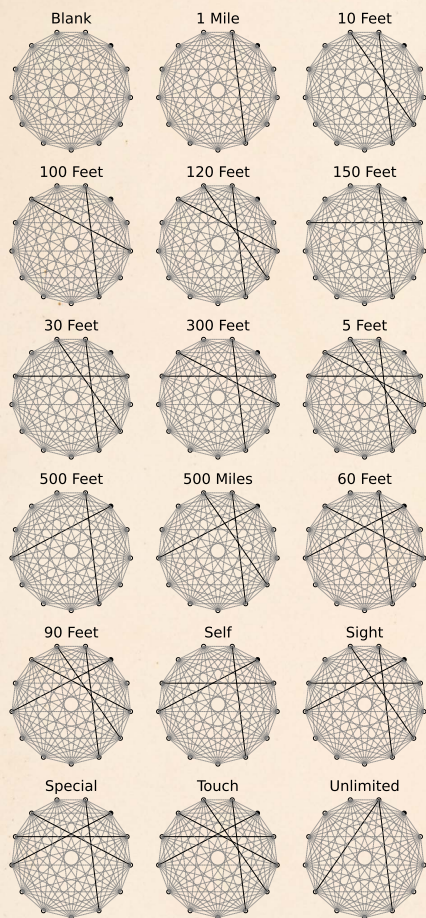 Blank 1 Mile 10 Feet
100 Feet 120 Feet 150 Feet
30 Feet 300 Feet 5 Feet
500 Feet 500 Miles 60 Feet
90 Feet Self Sight
Special Touch Unlimited